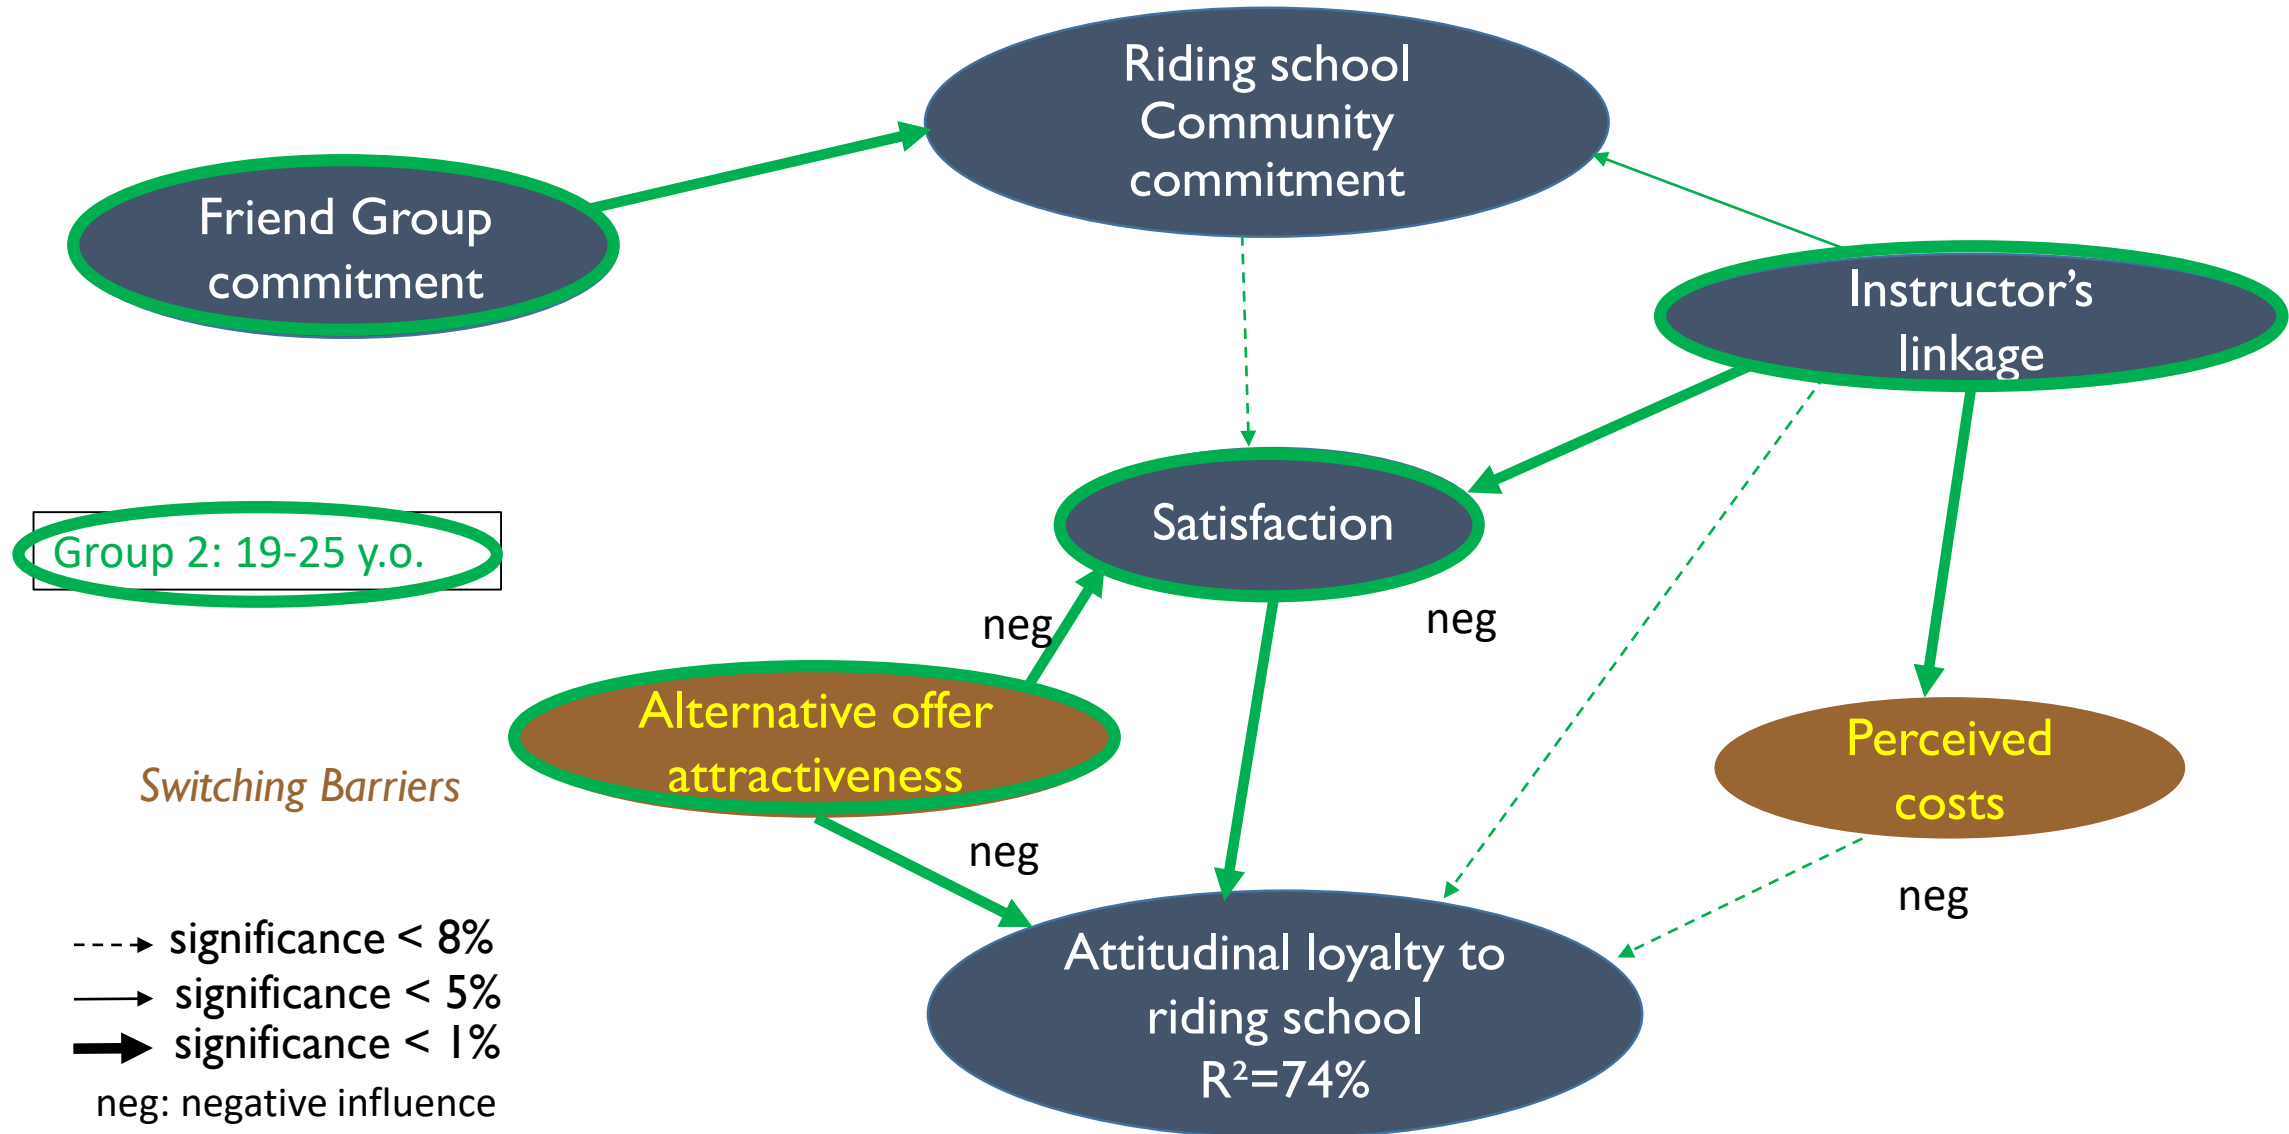 Riding school
Community
commitment
Friend Group
commitment
Instructor's
linkage
Satisfaction
Group 2: 19-25 y.o.
neg
neg
Alternative offer
attractiveness
Perceived
costs
Switching Barriers
neg
neg
significance < 8%
significance < 5%
significance < 1%
neg: negative influence
Attitudinal loyalty to
riding school
R²=74%